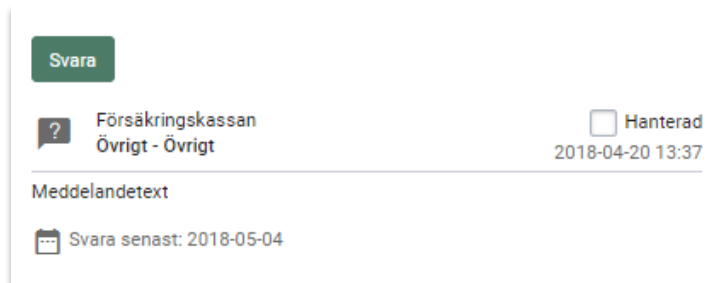 Svara
Försäkringskassan
Övrigt - Övrigt
Hanterad
2018-04-20 13:37
Meddelandetext
Svara senast: 2018-05-04